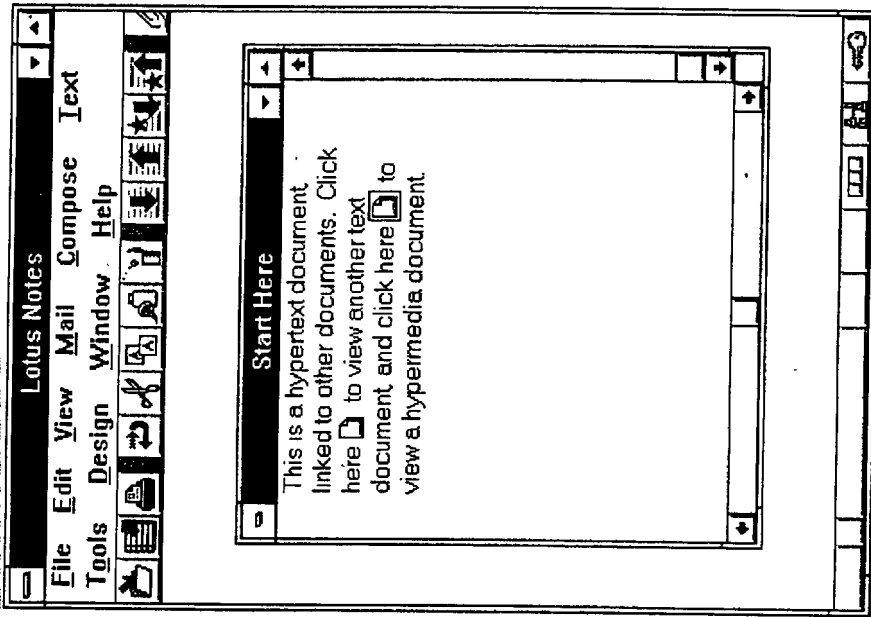 Lotus Notes
File Edit View Mail Compose Text
Tools Design Window Help
Start Here
This is a hypertext document
linked to other documents. Click
here to view another text
document and click here to
view a hypermedia document.